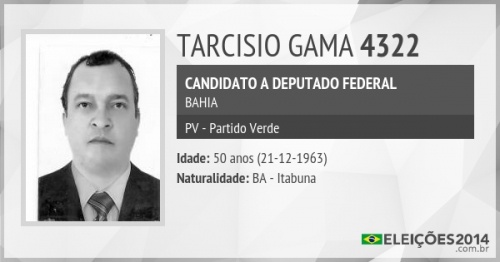 TARCISIO GAMA 4322
CANDIDATO A DEPUTADO FEDERAL
BAHIA
PV - Partido Verde
Idade: 50 anos (21-12-1963)
Naturalidade: BA - Itabuna
ELEIÇÕES2014
.com.br